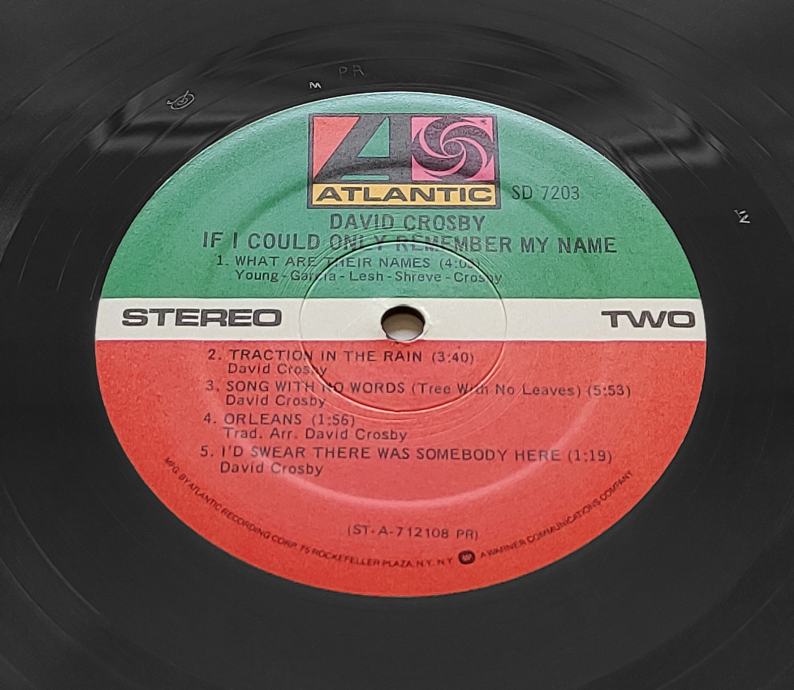 M PR
ATLANTIC SD 7203
DAVID CROSBY
IF I COULD ONLY REMEMBER MY NAME
1. WHAT ARE THEIR NAMES
Young-Garcia-Lesh-Shreve-Crosby
STEREO TWO
2. TRACTION IN THE RAIN (3:40)
David Crosby
3. SONG WITH NO WORDS (Tree With No Leaves) (5:53)
David Crosby
4. ORLEANS (1:56)
Trad. Arr. David Crosby
5. I'D SWEAR THERE WAS SOMEBODY HERE (1:19)
David Crosby
(ST-A-712108 PR)
MFG. BY ATLANTIC RECORDING CORP. 75 ROCKEFELLER PLAZA, N.Y. N.Y. A WARNER COMMUNICATIONS COMPANY